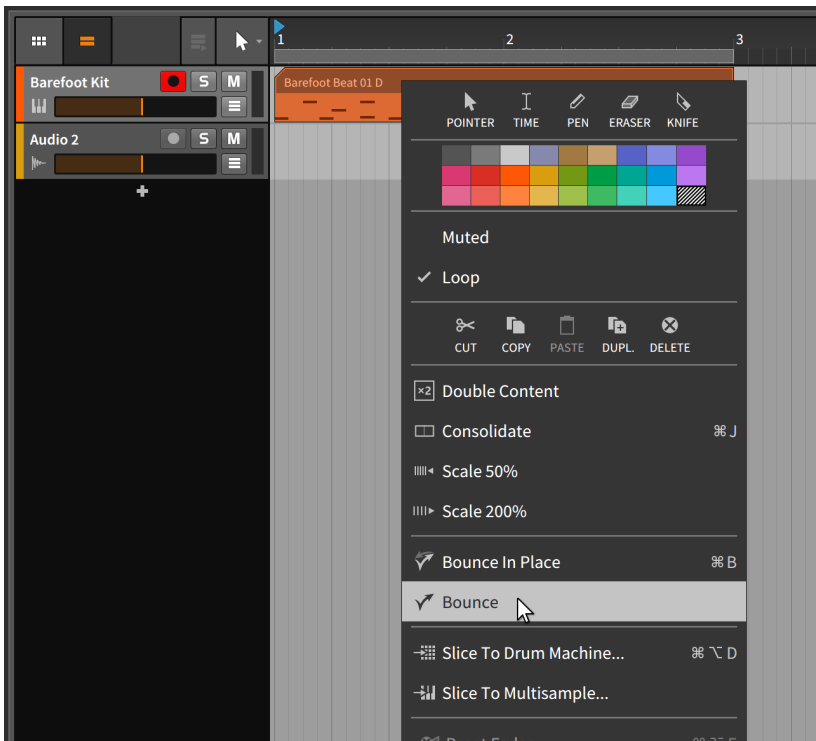 1 2 3
Barefoot Kit S M
Barefoot Beat 01 D
Audio 2 S M
POINTER TIME PEN ERASER KNIFE
Muted
Loop
CUT COPY PASTE DUPL. DELETE
×2 Double Content
Consolidate ⌘ J
Scale 50%
Scale 200%
Bounce In Place ⌘ B
Bounce
Slice To Drum Machine... ⌘ ⌥ D
Slice To Multisample...